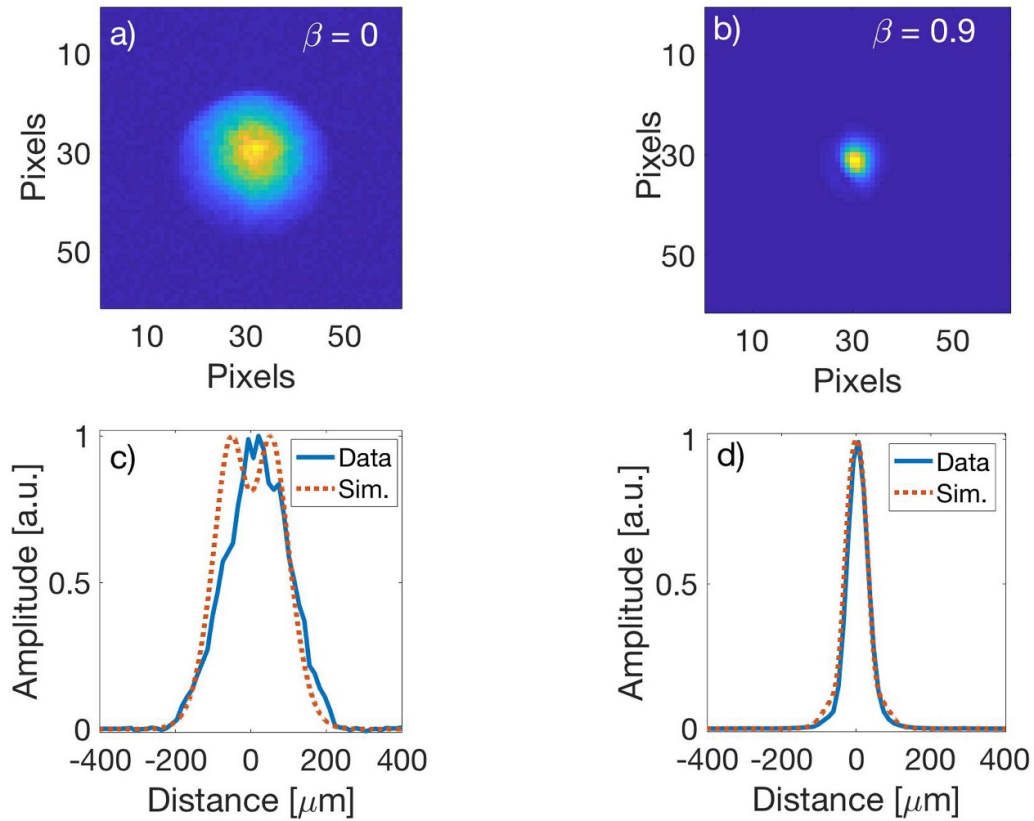 a)
β = 0
10
30
50
Pixels
10 30 50
Pixels
b)
β = 0.9
10
30
50
Pixels
10 30 50
Pixels
c)
Data
Sim.
1
0.5
0
Amplitude [a.u.]
-400 -200 0 200 400
Distance [μm]
d)
Data
Sim.
1
0.5
0
Amplitude [a.u.]
-400 -200 0 200 400
Distance [μm]